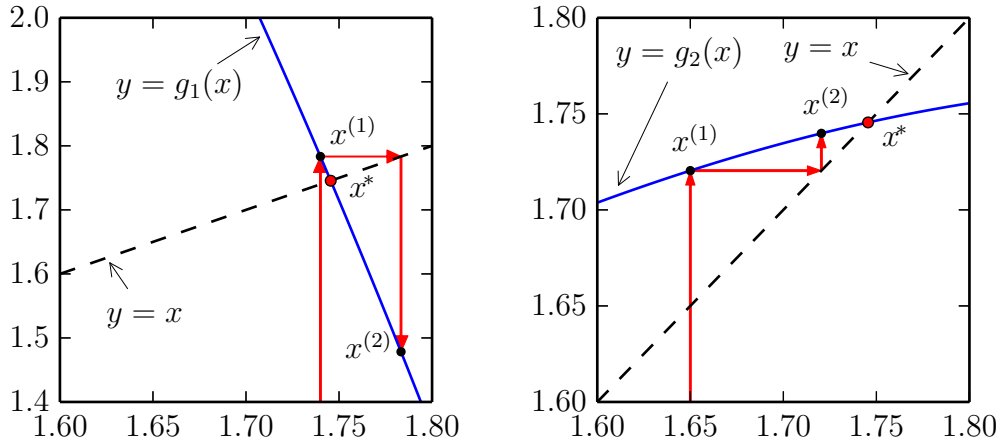 2.0
1.9
1.8
1.7
1.6
1.5
1.4
1.60 1.65 1.70 1.75 1.80
y = g₁(x)
x⁽¹⁾
x*
y = x
x⁽²⁾
1.80
1.75
1.70
1.65
1.60
1.60 1.65 1.70 1.75 1.80
y = x
y = g₂(x)
x⁽²⁾
x⁽¹⁾
x*